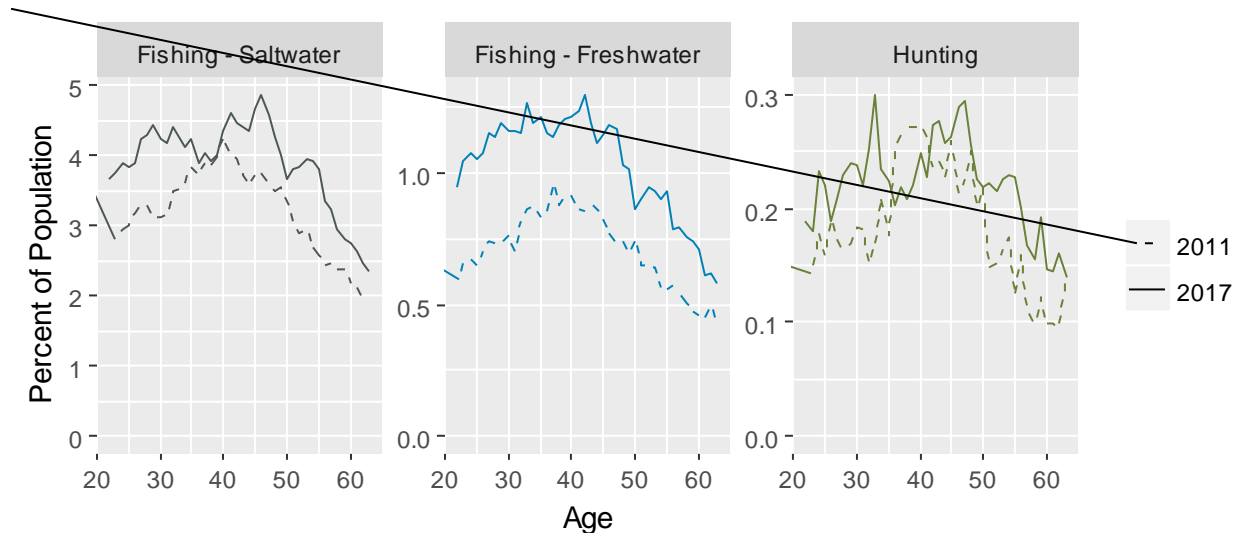 Fishing - Saltwater
Fishing - Freshwater
Hunting
Percent of Population
5
4
3
2
1
0
1.0
0.5
0.0
0.3
0.2
0.1
0.0
20 30 40 50 60
20 30 40 50 60
20 30 40 50 60
Age
2011
2017